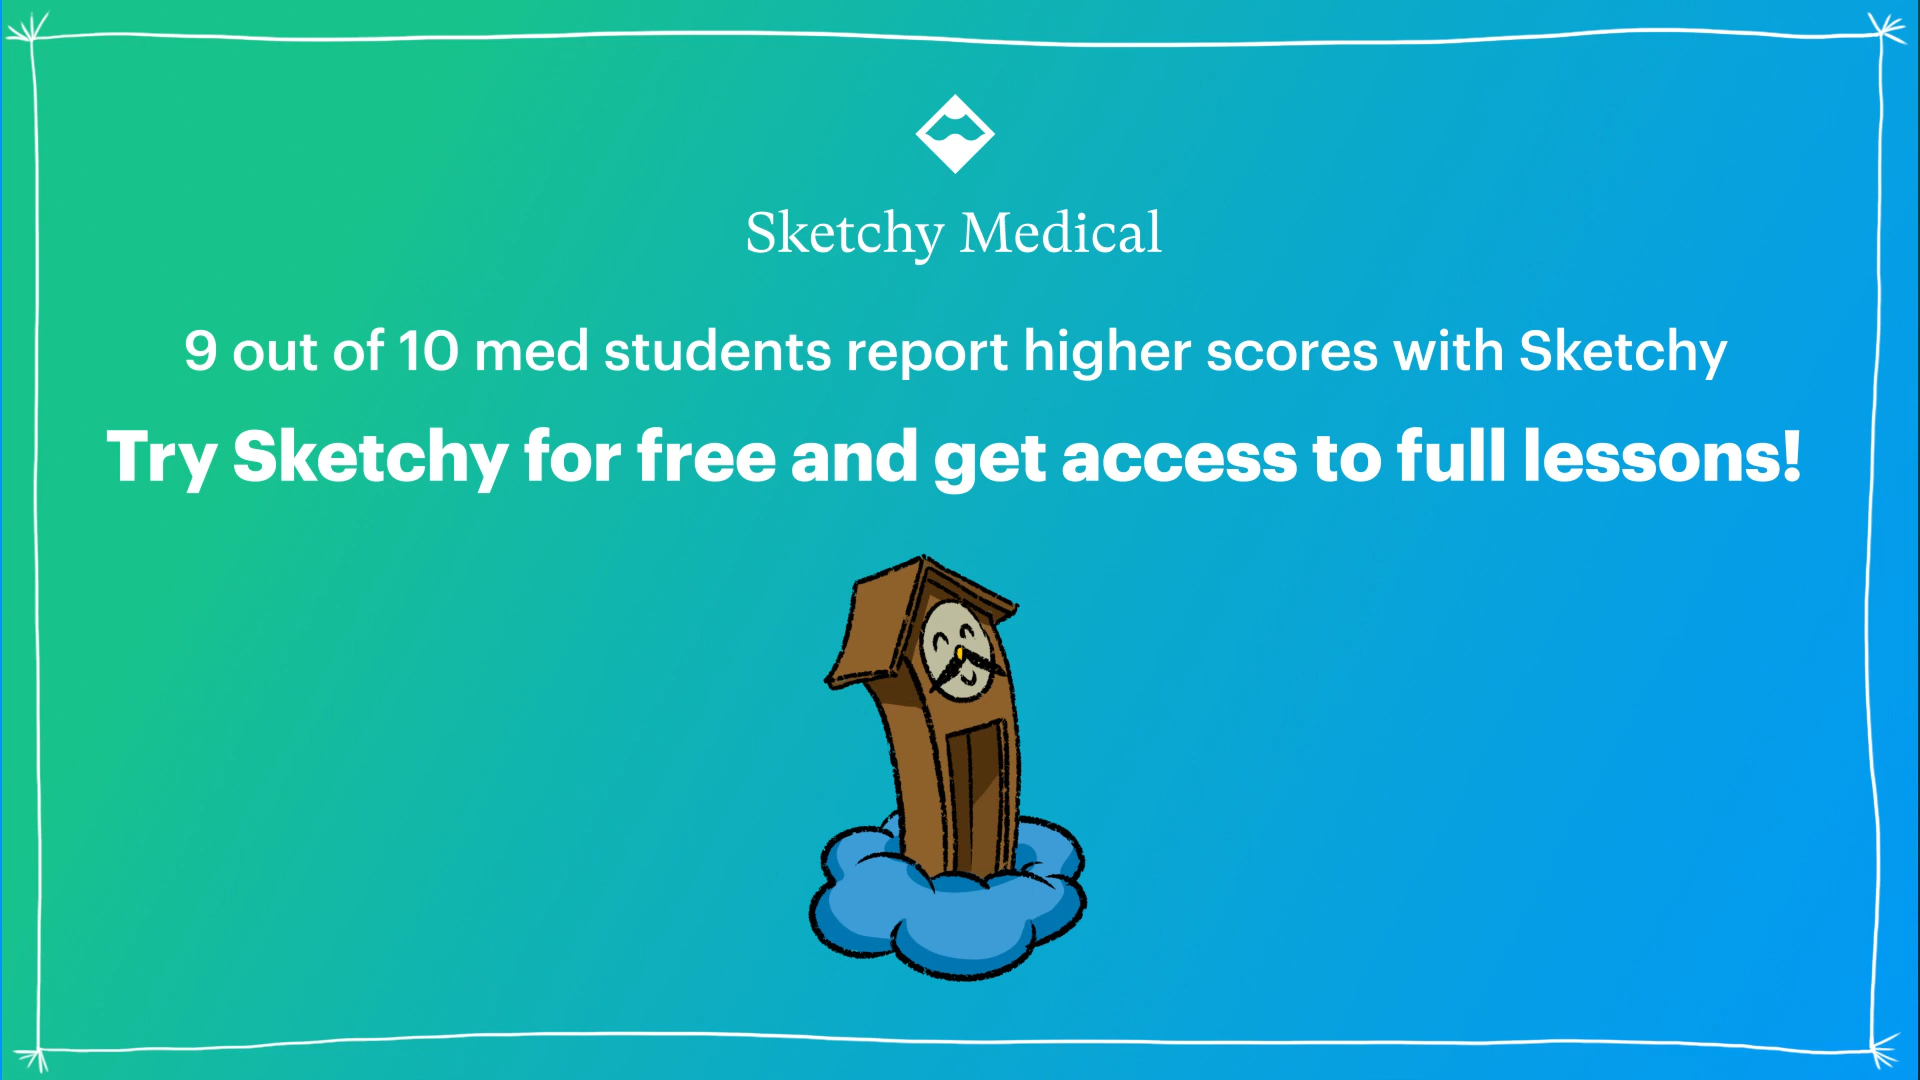 Sketchy Medical
9 out of 10 med students report higher scores with Sketchy
Try Sketchy for free and get access to full lessons!